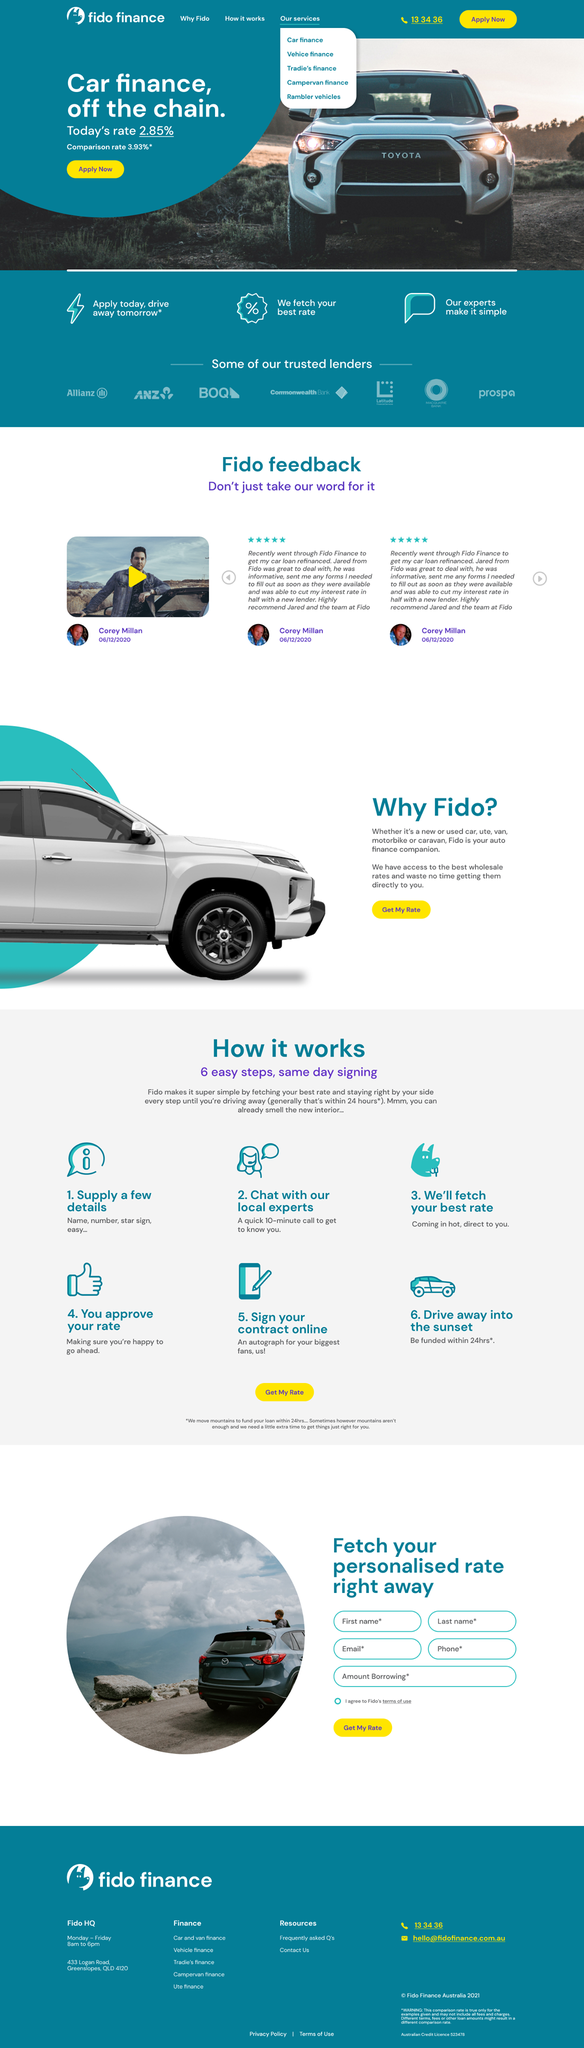 fido finance
Why Fido
How it works
Our services
13 34 36
Apply Now
Car finance
Vehice finance
Tradie's finance
Campervan finance
Rambler vehicles
Car finance,
off the chain.
Today's rate 2.85%
Comparison rate 3.93%*
Apply Now
TOYOTA
Apply today, drive
away tomorrow*
We fetch your
best rate
Our experts
make it simple
Some of our trusted lenders
Allianz
ANZ
BOQ
CommonwealthBank
Latitude
prospa
Fido feedback
Don't just take our word for it
Corey Millan
06/12/2020
★★★★★
Recently went through Fido Finance to
get my car loan refinanced. Jared from
Fido was great to deal with, he was
informative, sent me any forms I needed
to fill out as soon as they were available
and was able to cut my interest rate in
half with a new lender. Highly
recommend Jared and the team at Fido
Corey Millan
06/12/2020
★★★★★
Recently went through Fido Finance to
get my car loan refinanced. Jared from
Fido was great to deal with, he was
informative, sent me any forms I needed
to fill out as soon as they were available
and was able to cut my interest rate in
half with a new lender. Highly
recommend Jared and the team at Fido
Corey Millan
06/12/2020
Why Fido?
Whether it's a new or used car, ute, van,
motorbike or caravan, Fido is your auto
finance companion.
We have access to the best wholesale
rates and waste no time getting them
directly to you.
Get My Rate
How it works
6 easy steps, same day signing
Fido makes it super simple by fetching your best rate and staying right by your side
every step until you're driving away (generally that's within 24 hours*). Mmm, you can
already smell the new interior...
1. Supply a few
details
Name, number, star sign,
easy...
2. Chat with our
local experts
A quick 10-minute call to get
to know you.
3. We'll fetch
your best rate
Coming in hot, direct to you.
4. You approve
your rate
Making sure you're happy to
go ahead.
5. Sign your
contract online
An autograph for your biggest
fans, us!
6. Drive away into
the sunset
Be funded within 24hrs*.
Get My Rate
*We move mountains to fund your loan within 24hrs... Sometimes however mountains aren't
enough and we need a little extra time to get things just right for you.
Fetch your
personalised rate
right away
First name*
Last name*
Email*
Phone*
Amount Borrowing*
I agree to Fido's terms of use
Get My Rate
fido finance
Fido HQ
Monday – Friday
8am to 6pm
433 Logan Road,
Greenslopes, QLD 4120
Finance
Car and van finance
Vehicle finance
Tradie's finance
Campervan finance
Ute finance
Resources
Frequently asked Q's
Contact Us
13 34 36
hello@fidofinance.com.au
© Fido Finance Australia 2021
*WARNING: This comparison rate is true only for the
examples given and may not include all fees and charges.
Different terms, fees or other loan amounts might result in a
different comparison rate.
Australian Credit Licence 525479
Privacy Policy | Terms of Use